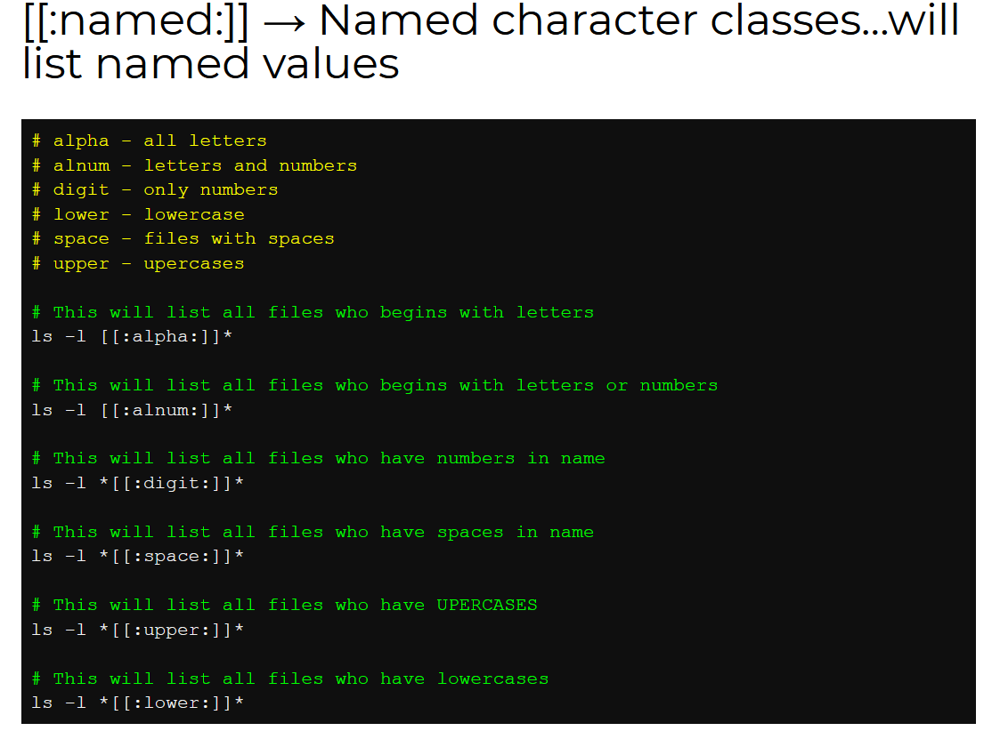 [[:named:]] → Named character classes...will
list named values
# alpha - all letters
# alnum - letters and numbers
# digit - only numbers
# lower - lowercase
# space - files with spaces
# upper - upercases
# This will list all files who begins with letters
ls -l [[:alpha:]]*
# This will list all files who begins with letters or numbers
ls -l [[:alnum:]]*
# This will list all files who have numbers in name
ls -l *[[:digit:]]*
# This will list all files who have spaces in name
ls -l *[[:space:]]*
# This will list all files who have UPERCASES
ls -l *[[:upper:]]*
# This will list all files who have lowercases
ls -l *[[:lower:]]*